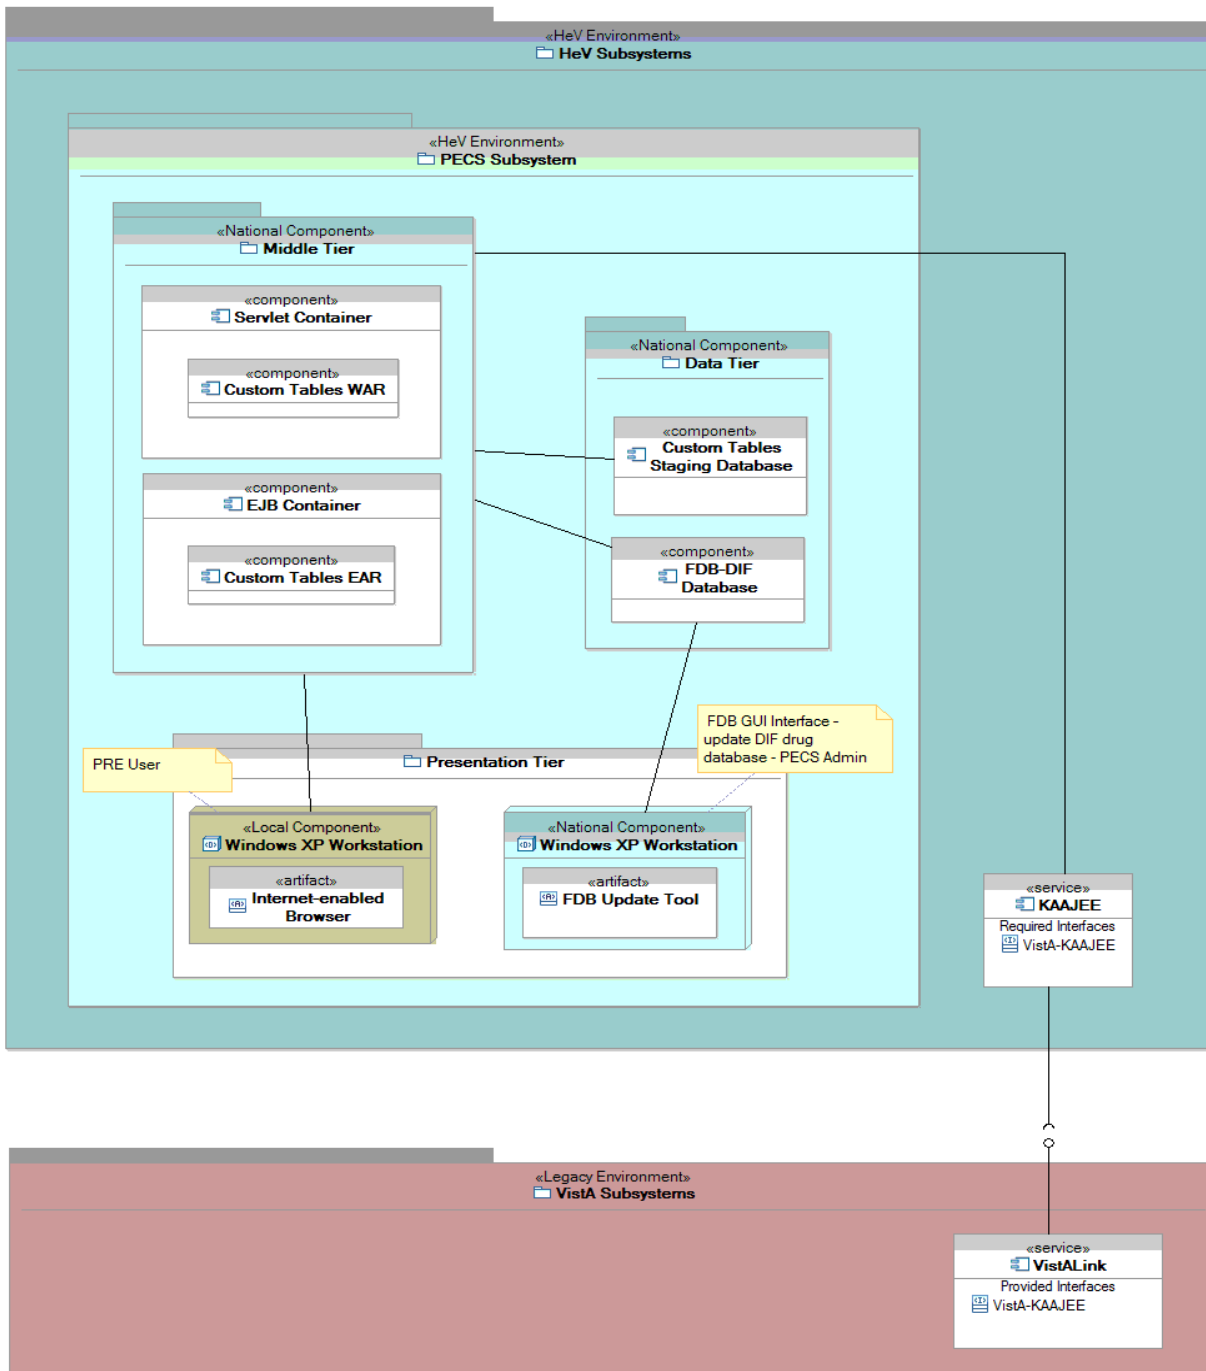 «HeV Environment»
HeV Subsystems
«HeV Environment»
PECS Subsystem
«National Component»
Middle Tier
«component»
Servlet Container
«component»
Custom Tables WAR
«component»
EJB Container
«component»
Custom Tables EAR
«National Component»
Data Tier
«component»
Custom Tables
Staging Database
«component»
FDB-DIF
Database
PRE User
FDB GUI Interface -
update DIF drug
database - PECS Admin
Presentation Tier
«Local Component»
Windows XP Workstation
«artifact»
Internet-enabled
Browser
«National Component»
Windows XP Workstation
«artifact»
FDB Update Tool
«service»
KAAJEE
Required Interfaces
VistA-KAAJEE
«Legacy Environment»
VistA Subsystems
«service»
VistALink
Provided Interfaces
VistA-KAAJEE